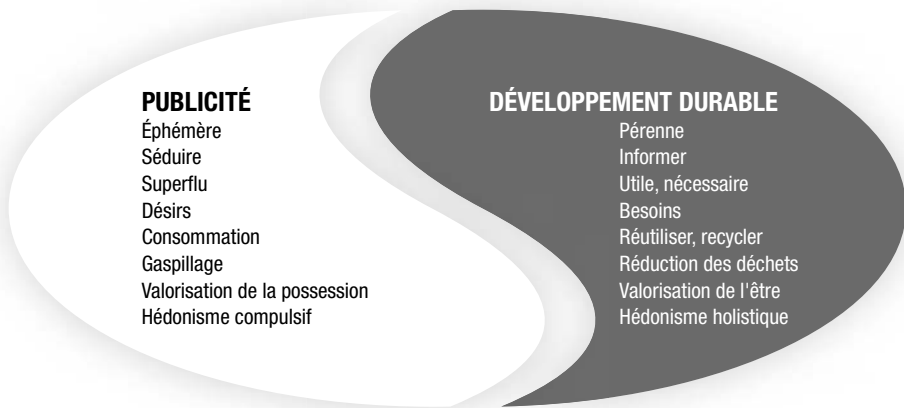 PUBLICITÉ
Éphémère
Séduire
Superflu
Désirs
Consommation
Gaspillage
Valorisation de la possession
Hédonisme compulsif
DÉVELOPPEMENT DURABLE
Pérenne
Informer
Utile, nécessaire
Besoins
Réutiliser, recycler
Réduction des déchets
Valorisation de l'être
Hédonisme holistique